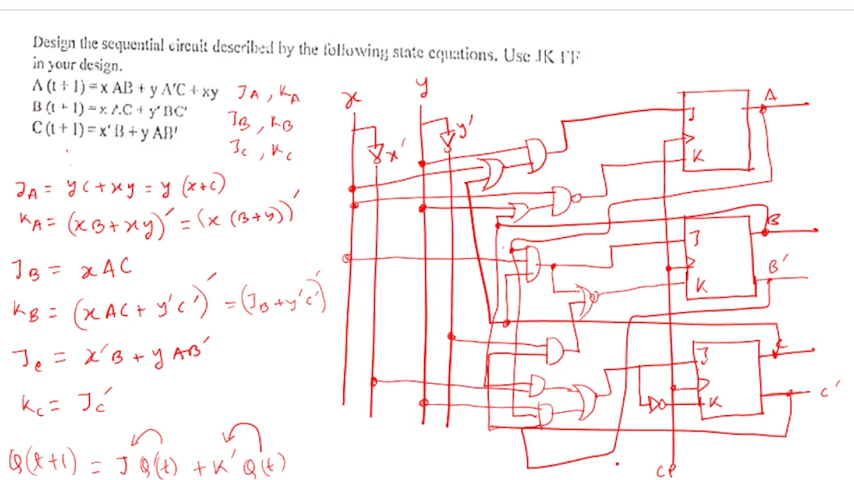 Design the sequential circuit described by the following state equations. Use JK FF
in your design.
A (t + 1) = x AB + y A'C + xy
B (t + 1) = x AC + y' BC'
C (t + 1) = x' B + y AB'
JA , KA
JB , KB
Jc , Kc
JA = yc + xy = y (x+c)
KA = (xB + xy)' = (x (B+y))'
JB = xAC
KB = (xAC + y'c')' = (JB + y'c')'
Jc = x'B + y AB'
Kc = Jc'
Q(t+1) = J Q(t) + K' Q(t)
x
y
x'
y'
J
K
A
J
K
B
B'
J
K
C
C'
CP